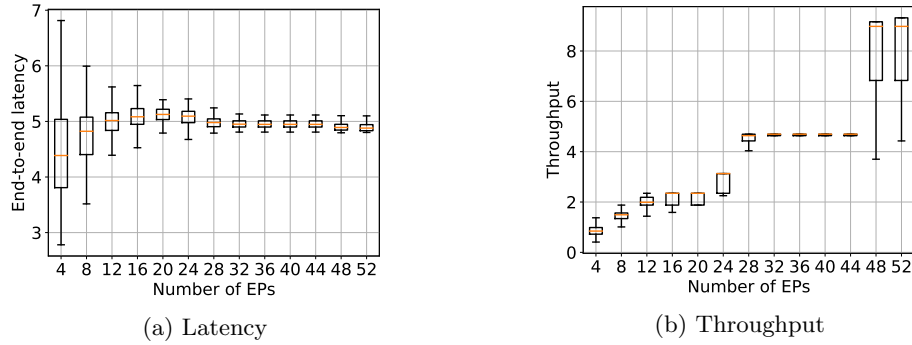 7
6
5
4
3
End-to-end latency
4 8 12 16 20 24 28 32 36 40 44 48 52
Number of EPs
(a) Latency
8
6
4
2
0
Throughput
4 8 12 16 20 24 28 32 36 40 44 48 52
Number of EPs
(b) Throughput